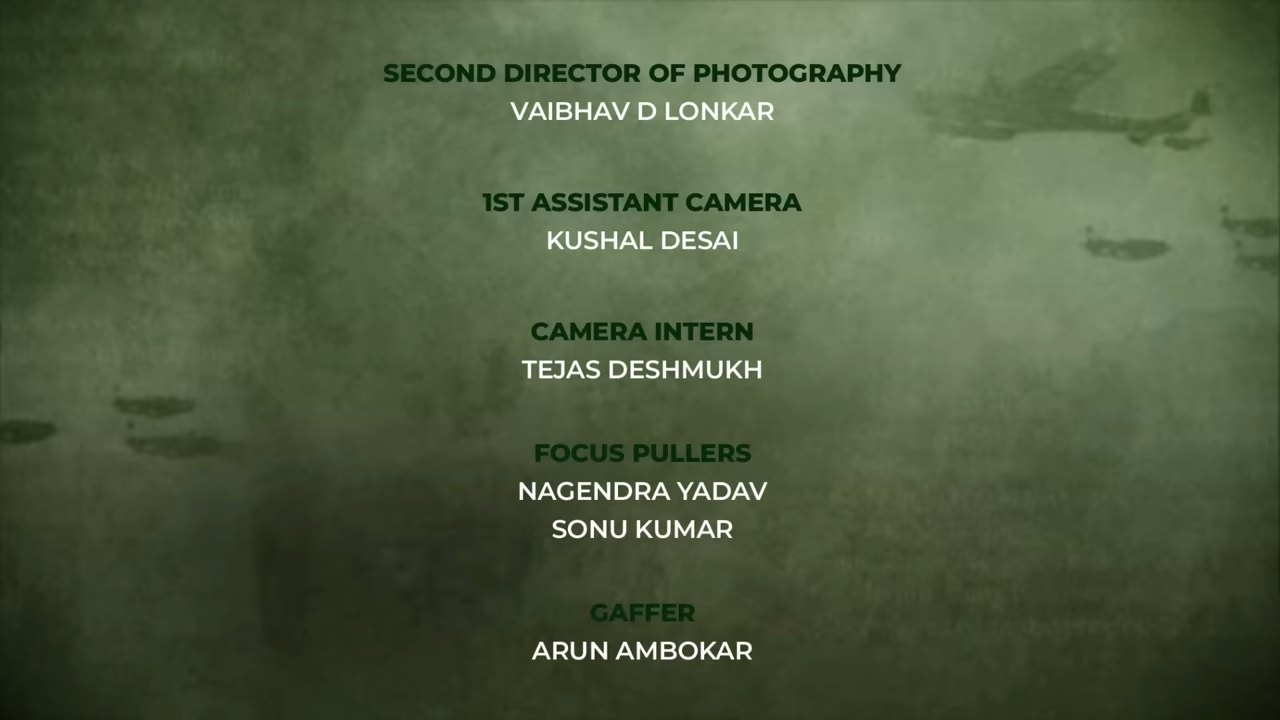 SECOND DIRECTOR OF PHOTOGRAPHY
VAIBHAV D LONKAR
1ST ASSISTANT CAMERA
KUSHAL DESAI
CAMERA INTERN
TEJAS DESHMUKH
FOCUS PULLERS
NAGENDRA YADAV
SONU KUMAR
GAFFER
ARUN AMBOKAR